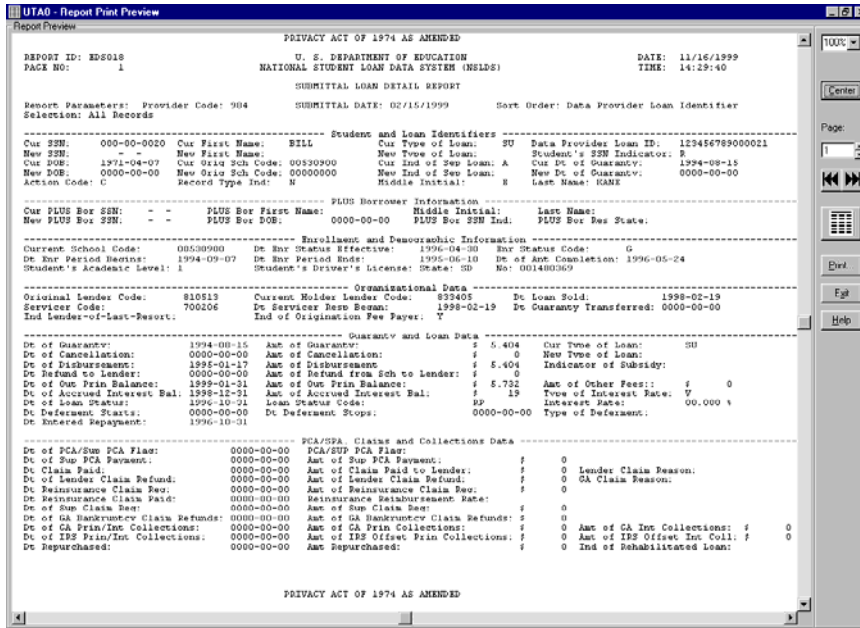 UTA0 - Report Print Preview
Report Preview
PRIVACY ACT OF 1974 AS AMENDED
REPORT ID: EDS018 U. S. DEPARTMENT OF EDUCATION DATE: 11/16/1999
PAGE NO: 1 NATIONAL STUDENT LOAN DATA SYSTEM (NSLDS) TIME: 14:29:40
SUBMITTAL LOAN DETAIL REPORT
Report Parameters: Provider Code: 984 SUBMITTAL DATE: 02/15/1999 Sort Order: Data Provider Loan Identifier
Selection: All Records
Student and Loan Identifiers
Cur SSN: 000-00-0020 Cur First Name: BILL Cur Type of Loan: SU Data Provider Loan ID: 123456789000021
New SSN: - - New First Name: New Type of Loan: Student's SSN Indicator: R
Cur DOB: 1971-04-07 Cur Orig Sch Code: 00530900 Cur Ind of Sep Loan: A Cur Dt of Guaranty: 1994-08-15
New DOB: 0000-00-00 New Orig Sch Code: 00000000 New Ind of Sep Loan: New Dt of Guaranty: 0000-00-00
Action Code: C Record Type Ind: N Middle Initial: E Last Name: KANE
PLUS Borrower Information
Cur PLUS Bor SSN: - - PLUS Bor First Name: Middle Initial: Last Name:
New PLUS Bor SSN: - - PLUS Bor DOB: 0000-00-00 PLUS Bor SSN Ind: PLUS Bor Res State:
Enrollment and Demographic Information
Current School Code: 00530900 Dt Enr Status Effective: 1996-04-30 Enr Status Code: G
Dt Enr Period Begins: 1994-09-07 Dt Enr Period Ends: 1995-06-10 Dt of Ant Completion: 1996-05-24
Student's Academic Level: 1 Student's Driver's License: State: SD No: 001480369
Organizational Data
Original Lender Code: 810513 Current Holder Lender Code: 833405 Dt Loan Sold: 1998-02-19
Servicer Code: 700206 Dt Servicer Resp Began: 1998-02-19 Dt Guaranty Transferred: 0000-00-00
Ind Lender-of-Last-Resort: Ind of Origination Fee Payer: Y
Guaranty and Loan Data
Dt of Guaranty: 1994-08-15 Amt of Guaranty: $ 5,404 Cur Type of Loan: SU
Dt of Cancellation: 0000-00-00 Amt of Cancellation: $ 0 New Type of Loan:
Dt of Disbursement: 1995-01-17 Amt of Disbursement $ 5,404 Indicator of Subsidy:
Dt Refund to Lender: 0000-00-00 Amt of Refund from Sch to Lender: $ 0
Dt of Out Prin Balance: 1999-01-31 Amt of Out Prin Balance: $ 5,732 Amt of Other Fees:: $ 0
Dt of Accrued Interest Bal: 1998-12-31 Amt of Accrued Interest Bal: $ 19 Type of Interest Rate: V
Dt of Loan Status: 1996-10-31 Loan Status Code: RP Interest Rate: 00.000 %
Dt Deferment Starts: 0000-00-00 Dt Deferment Stops: 0000-00-00 Type of Deferment:
Dt Entered Repayment: 1996-10-31
PCA/SPA, Claims and Collections Data
Dt of PCA/Sup PCA Flag: 0000-00-00 PCA/SUP PCA Flag:
Dt of Sup PCA Payment: 0000-00-00 Amt of Sup PCA Payment: $ 0
Dt Claim Paid: 0000-00-00 Amt of Claim Paid to Lender: $ 0 Lender Claim Reason:
Dt of Lender Claim Refund: 0000-00-00 Amt of Lender Claim Refund: $ 0 GA Claim Reason:
Dt Reinsurance Claim Req: 0000-00-00 Amt of Reinsurance Claim Req: $ 0
Dt Reinsurance Claim Paid: 0000-00-00 Reinsurance Reimbursement Rate:
Dt of Sup Claim Req: 0000-00-00 Amt of Sup Claim Req: $ 0
Dt of GA Bankruptcy Claim Refunds: 0000-00-00 Amt of GA Bankruptcy Claim Refunds: $ 0
Dt of GA Prin/Int Collections: 0000-00-00 Amt of GA Prin Collections: $ 0 Amt of GA Int Collections: $ 0
Dt of IRS Prin/Int Collections: 0000-00-00 Amt of IRS Offset Prin Collections: $ 0 Amt of IRS Offset Int Coll: $ 0
Dt Repurchased: 0000-00-00 Amt Repurchased: $ 0 Ind of Rehabilitated Loan:
PRIVACY ACT OF 1974 AS AMENDED
100%
Center
Page:
1
Print
Exit
Help